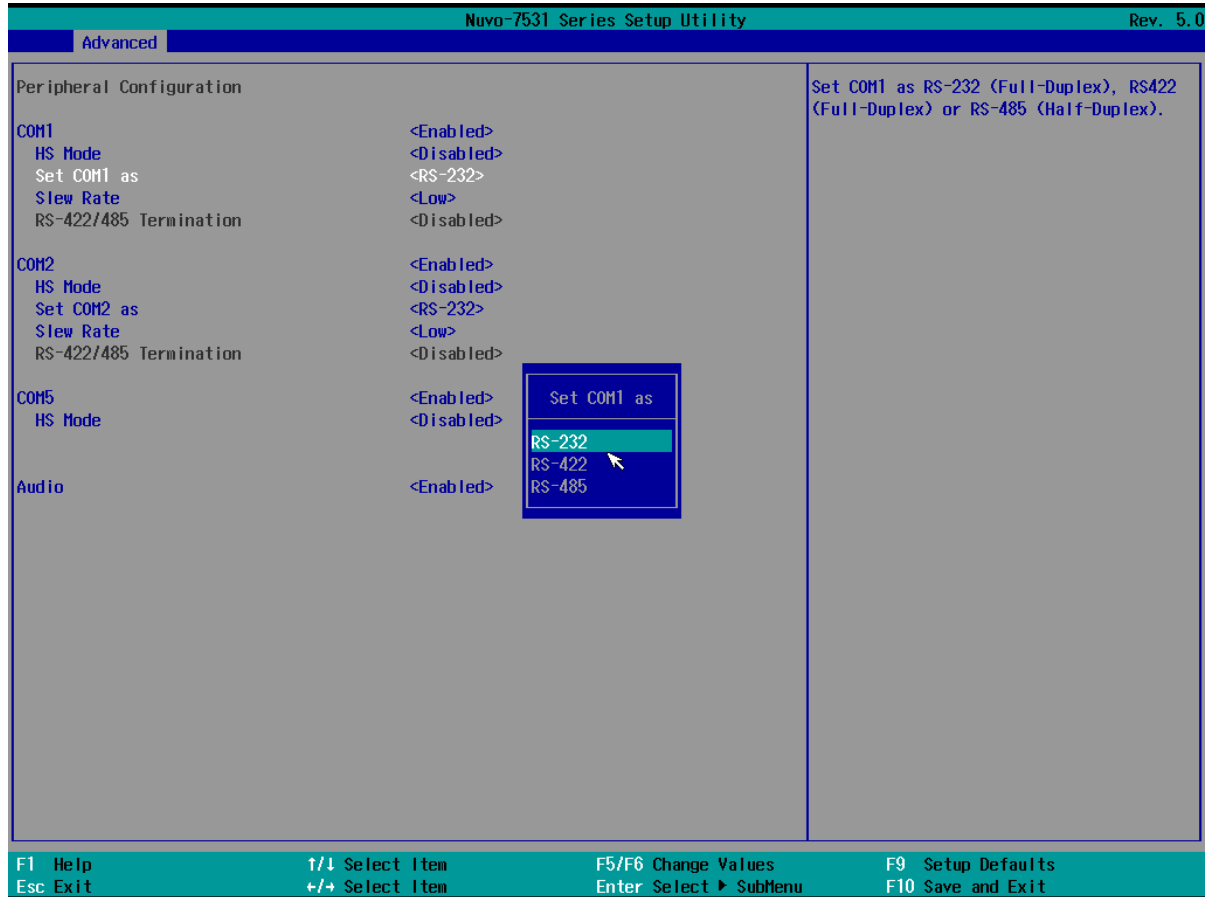 Nuvo-7531 Series Setup Utility Rev. 5.0
Advanced
Peripheral Configuration
COM1 <Enabled>
HS Mode <Disabled>
Set COM1 as <RS-232>
Slew Rate <Low>
RS-422/485 Termination <Disabled>
COM2 <Enabled>
HS Mode <Disabled>
Set COM2 as <RS-232>
Slew Rate <Low>
RS-422/485 Termination <Disabled>
COM5 <Enabled>
HS Mode <Disabled>
Audio <Enabled>
Set COM1 as
RS-232
RS-422
RS-485
Set COM1 as RS-232 (Full-Duplex), RS422
(Full-Duplex) or RS-485 (Half-Duplex).
F1 Help ↑/↓ Select Item F5/F6 Change Values F9 Setup Defaults
Esc Exit ←/→ Select Item Enter Select ▶ SubMenu F10 Save and Exit